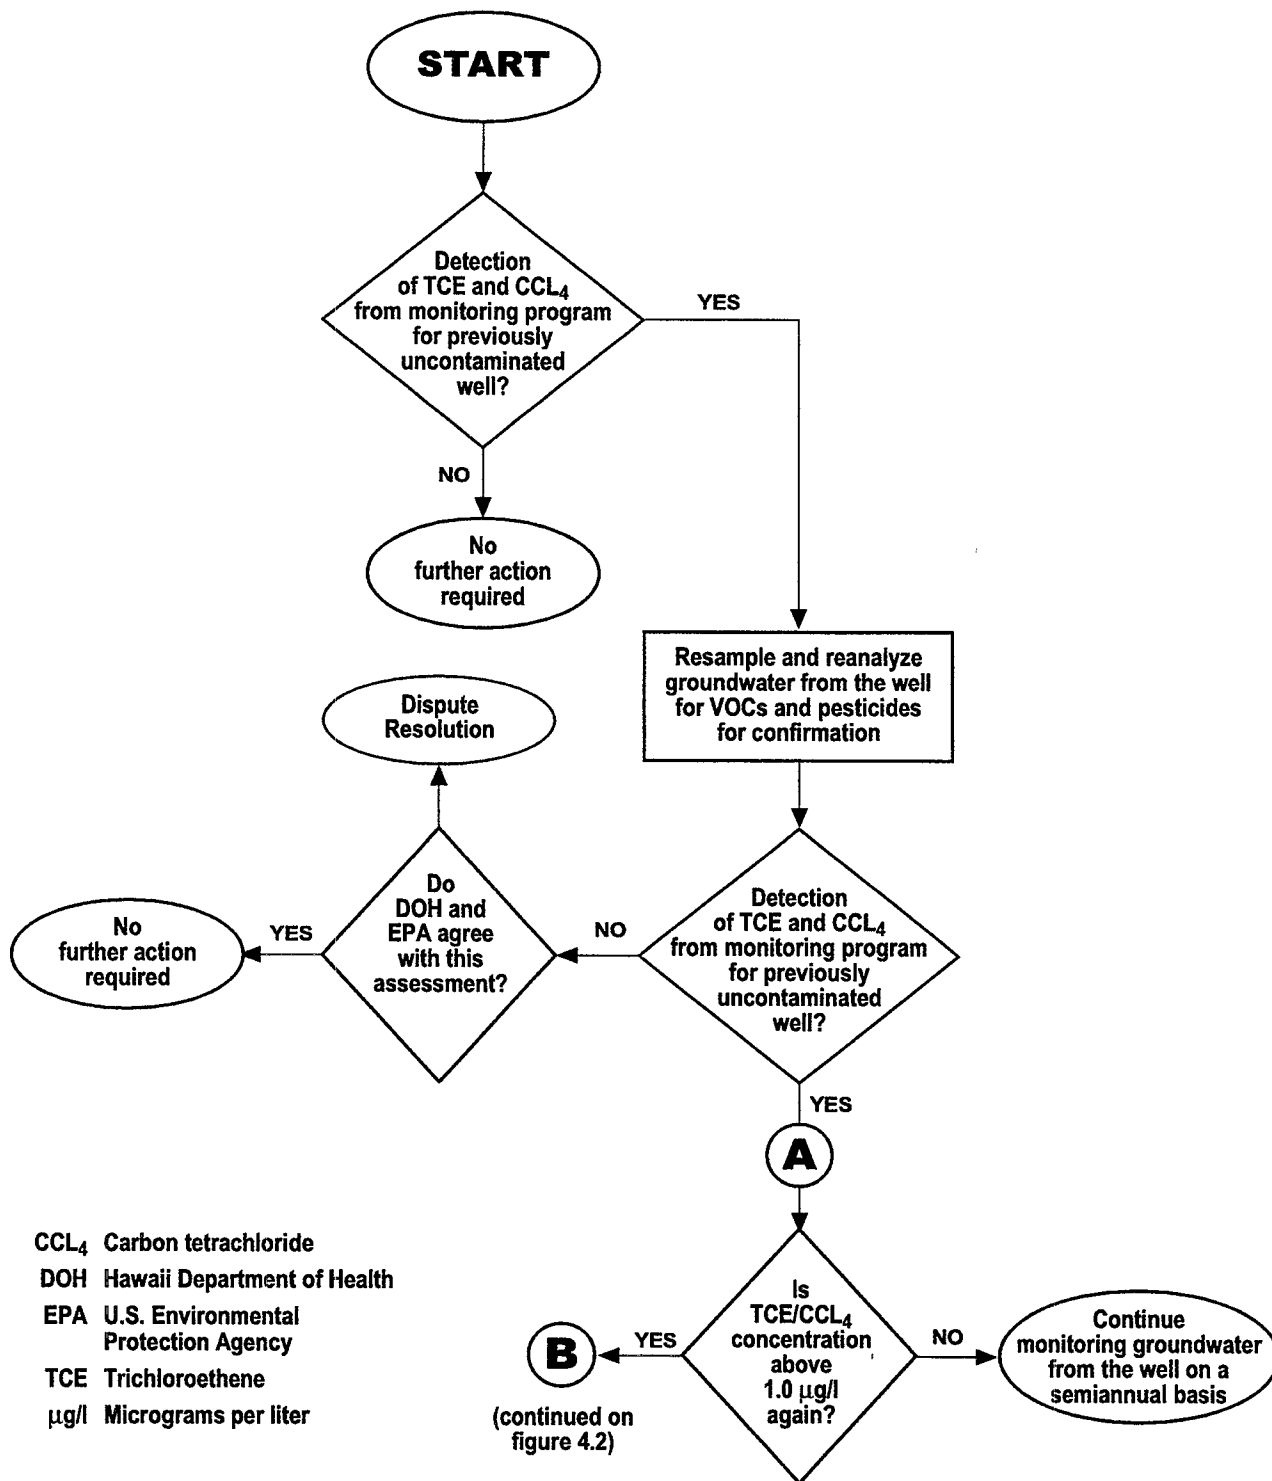 START
Detection
of TCE and CCL₄
from monitoring program
for previously
uncontaminated
well?
YES
NO
No
further action
required
Resample and reanalyze
groundwater from the well
for VOCs and pesticides
for confirmation
Dispute
Resolution
Do
DOH and
EPA agree
with this
assessment?
YES
No
further action
required
NO
Detection
of TCE and CCL₄
from monitoring program
for previously
uncontaminated
well?
YES
A
Is
TCE/CCL₄
concentration
above
1.0 µg/l
again?
YES
B
(continued on
figure 4.2)
NO
Continue
monitoring groundwater
from the well on a
semiannual basis
CCL₄ Carbon tetrachloride
DOH Hawaii Department of Health
EPA U.S. Environmental
Protection Agency
TCE Trichloroethene
µg/l Micrograms per liter